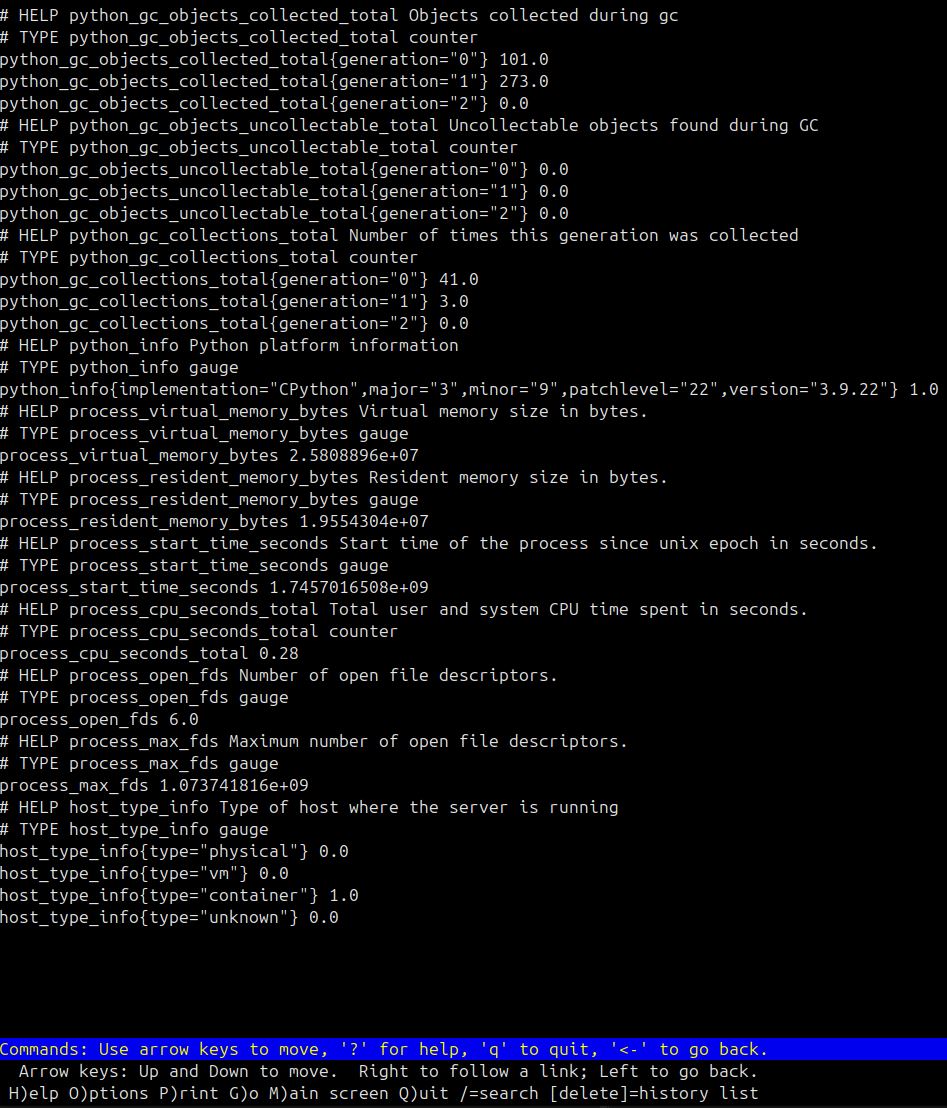 # HELP python_gc_objects_collected_total Objects collected during gc
# TYPE python_gc_objects_collected_total counter
python_gc_objects_collected_total{generation="0"} 101.0
python_gc_objects_collected_total{generation="1"} 273.0
python_gc_objects_collected_total{generation="2"} 0.0
# HELP python_gc_objects_uncollectable_total Uncollectable objects found during GC
# TYPE python_gc_objects_uncollectable_total counter
python_gc_objects_uncollectable_total{generation="0"} 0.0
python_gc_objects_uncollectable_total{generation="1"} 0.0
python_gc_objects_uncollectable_total{generation="2"} 0.0
# HELP python_gc_collections_total Number of times this generation was collected
# TYPE python_gc_collections_total counter
python_gc_collections_total{generation="0"} 41.0
python_gc_collections_total{generation="1"} 3.0
python_gc_collections_total{generation="2"} 0.0
# HELP python_info Python platform information
# TYPE python_info gauge
python_info{implementation="CPython",major="3",minor="9",patchlevel="22",version="3.9.22"} 1.0
# HELP process_virtual_memory_bytes Virtual memory size in bytes.
# TYPE process_virtual_memory_bytes gauge
process_virtual_memory_bytes 2.5808896e+07
# HELP process_resident_memory_bytes Resident memory size in bytes.
# TYPE process_resident_memory_bytes gauge
process_resident_memory_bytes 1.9554304e+07
# HELP process_start_time_seconds Start time of the process since unix epoch in seconds.
# TYPE process_start_time_seconds gauge
process_start_time_seconds 1.7457016508e+09
# HELP process_cpu_seconds_total Total user and system CPU time spent in seconds.
# TYPE process_cpu_seconds_total counter
process_cpu_seconds_total 0.28
# HELP process_open_fds Number of open file descriptors.
# TYPE process_open_fds gauge
process_open_fds 6.0
# HELP process_max_fds Maximum number of open file descriptors.
# TYPE process_max_fds gauge
process_max_fds 1.073741816e+09
# HELP host_type_info Type of host where the server is running
# TYPE host_type_info gauge
host_type_info{type="physical"} 0.0
host_type_info{type="vm"} 0.0
host_type_info{type="container"} 1.0
host_type_info{type="unknown"} 0.0
Commands: Use arrow keys to move, '?' for help, 'q' to quit, '<-' to go back.
  Arrow keys: Up and Down to move.  Right to follow a link; Left to go back.
 H)elp O)ptions P)rint G)o M)ain screen Q)uit /=search [delete]=history list